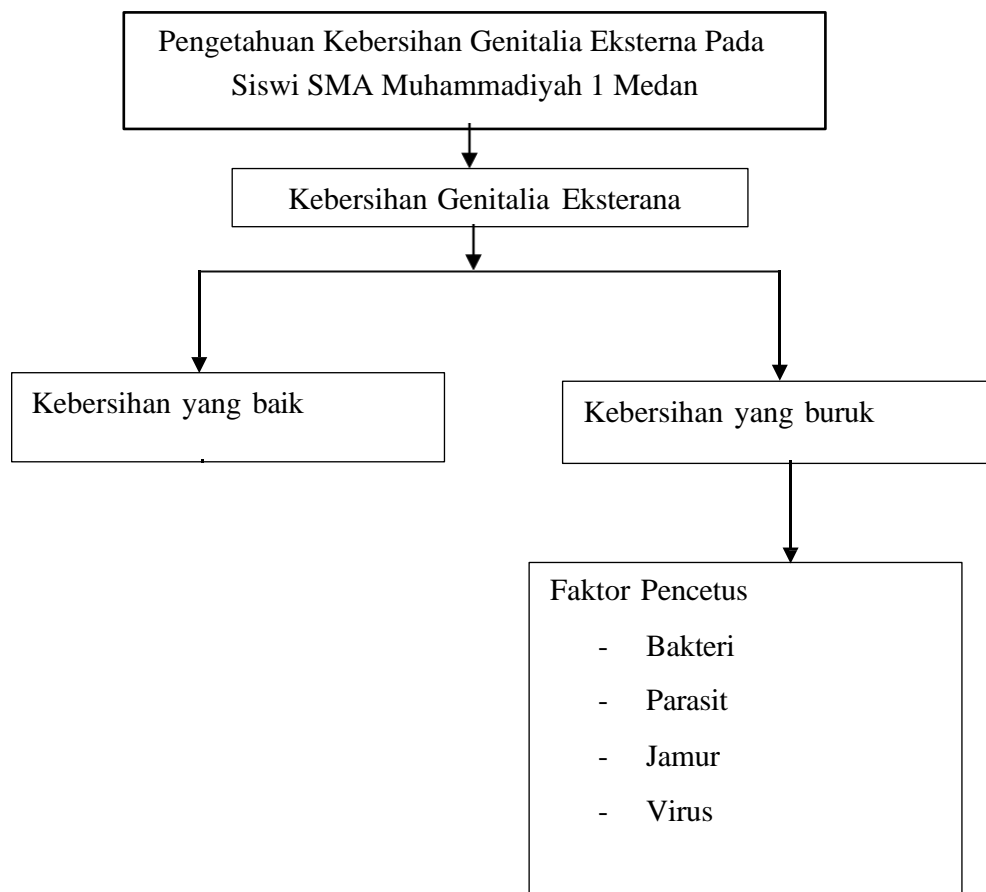 Pengetahuan Kebersihan Genitalia Eksterna Pada
Siswi SMA Muhammadiyah 1 Medan
Kebersihan Genitalia Eksterana
Kebersihan yang baik
Kebersihan yang buruk
Faktor Pencetus
- Bakteri
- Parasit
- Jamur
- Virus